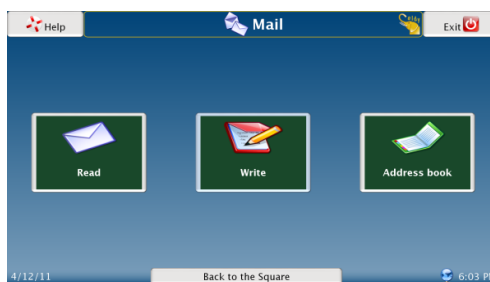 Help
Mail
Exit
Read
Write
Address book
4/12/11
Back to the Square
6:03 P